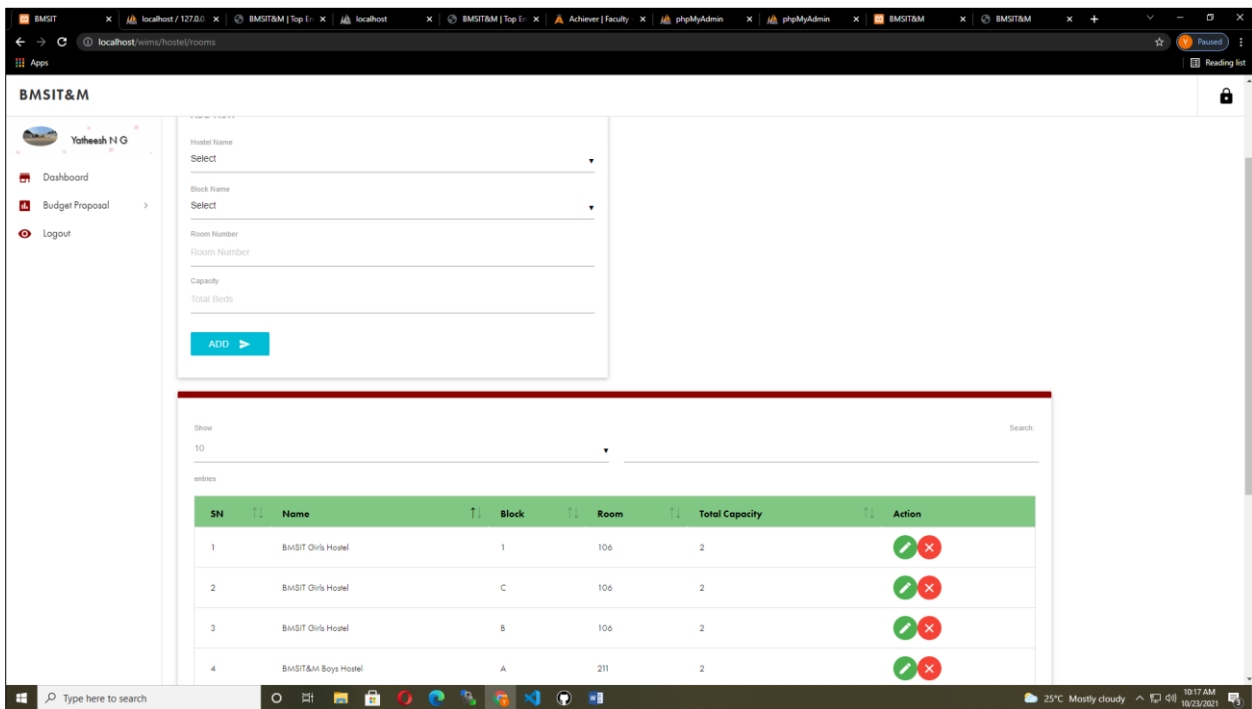 BMSIT
localhost / 127.0.0.
BMSIT&M | Top En
localhost
BMSIT&M | Top En
Achiever | Faculty -
phpMyAdmin
phpMyAdmin
BMSIT&M
BMSIT&M
localhost/wims/hostel/rooms
Y Paused
Apps
Reading list
BMSIT&M
Yatheesh N G
Dashboard
Budget Proposal
Logout
Hostel Name
Select
Block Name
Select
Room Number
Room Number
Capacity
Total Beds
ADD
Show
10
entries
Search:
SN Name Block Room Total Capacity Action
1 BMSIT Girls Hostel 1 106 2
2 BMSIT Girls Hostel C 106 2
3 BMSIT Girls Hostel B 106 2
4 BMSIT&M Boys Hostel A 211 2
Type here to search
25°C Mostly cloudy
10:17 AM
10/23/2021